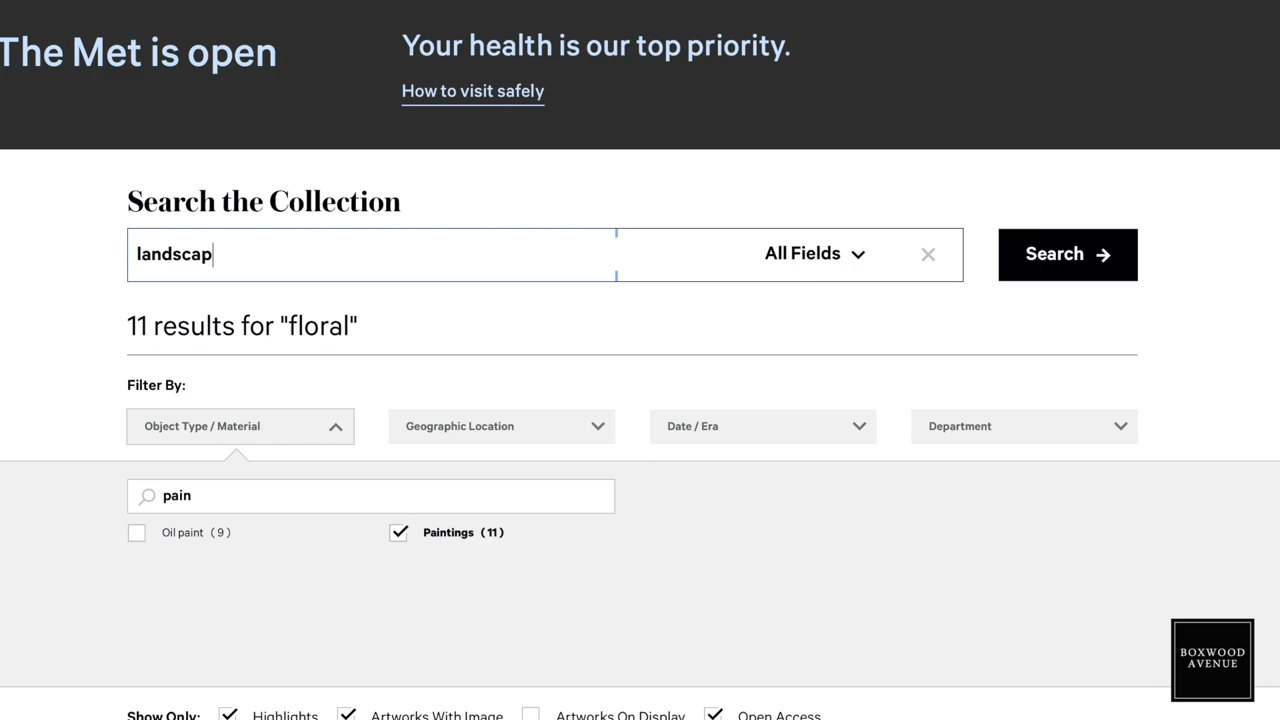 The Met is open
Your health is our top priority.
How to visit safely
Search the Collection
landscap
All Fields
Search
11 results for "floral"
Filter By:
Object Type / Material
Geographic Location
Date / Era
Department
pain
Oil paint (9)
Paintings (11)
BOXWOOD
AVENUE
Show Only: Highlights Artworks With Image Artworks On Display Open Access